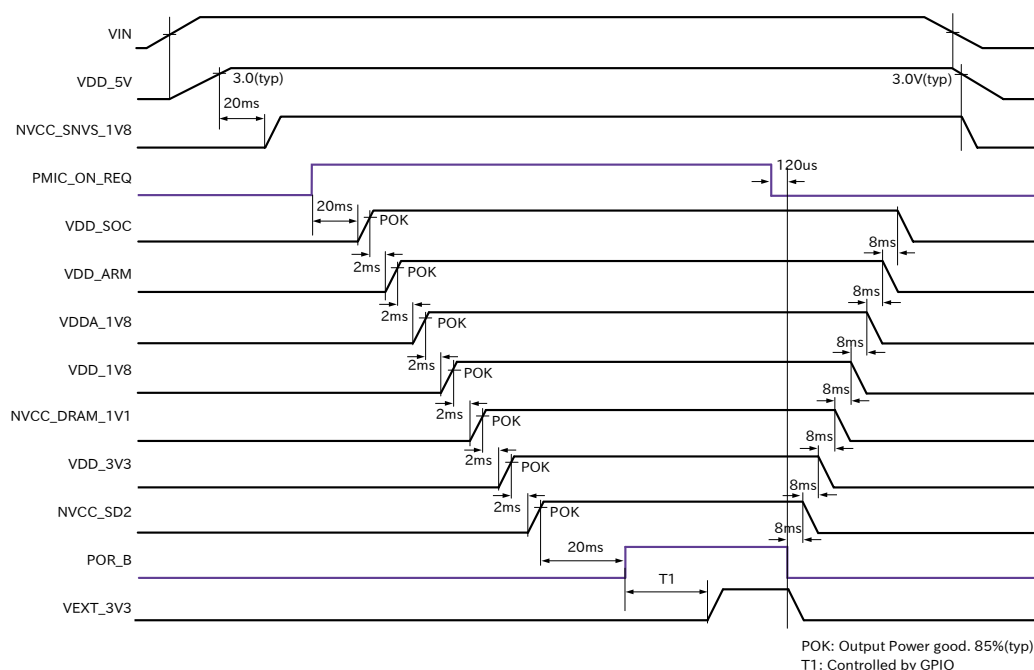 VIN
VDD_5V
3.0(typ)
3.0V(typ)
20ms
NVCC_SNVS_1V8
PMIC_ON_REQ
120us
20ms
VDD_SOC
POK
8ms
2ms
VDD_ARM
POK
8ms
2ms
VDDA_1V8
POK
8ms
2ms
VDD_1V8
POK
8ms
2ms
NVCC_DRAM_1V1
POK
8ms
2ms
VDD_3V3
POK
8ms
2ms
NVCC_SD2
POK
8ms
20ms
POR_B
T1
VEXT_3V3
POK: Output Power good. 85%(typ)
T1: Controlled by GPIO